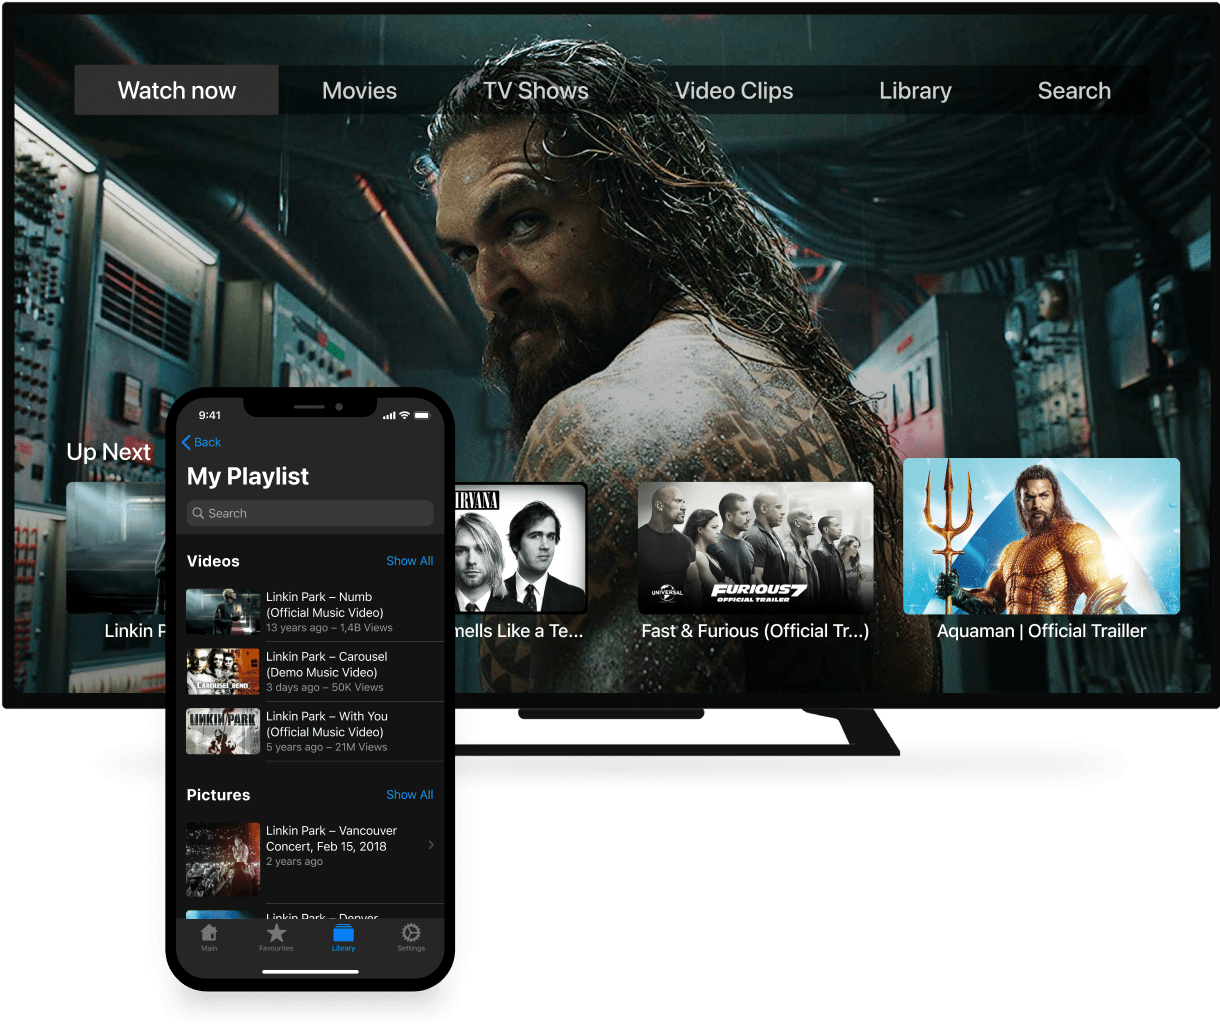 Watch now
Movies
TV Shows
Video Clips
Library
Search
Up Next
Linkin P
IRVANA
mells Like a Te...
UNIVERSAL
FURIOUS 7
OFFICIAL TRAILER
Fast & Furious (Official Tr...)
Aquaman | Official Trailler
9:41
Back
My Playlist
Search
Videos
Show All
Linkin Park – Numb
(Official Music Video)
13 years ago – 1,4B Views
Linkin Park – Carousel
(Demo Music Video)
3 days ago – 50K Views
CAROUSEL DEMO
LINKIN PARK
Linkin Park – With You
(Official Music Video)
5 years ago – 21M Views
Pictures
Show All
Linkin Park – Vancouver
Concert, Feb 15, 2018
2 years ago
Linkin Park – Denver
Main
Favourites
Library
Settings